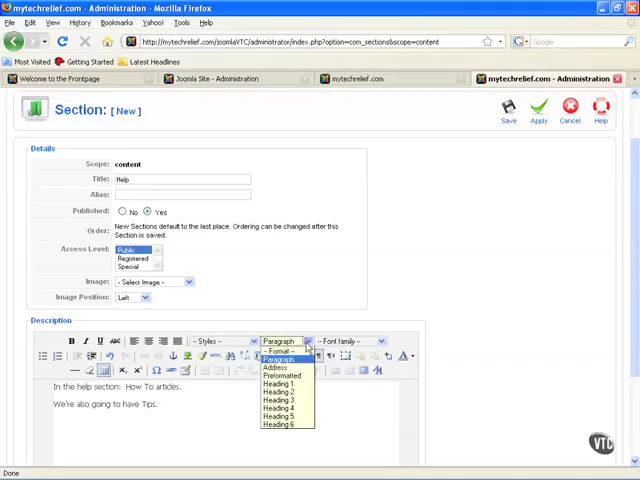 mytechrelief.com - Administration - Mozilla Firefox
File Edit View History Bookmarks Yahoo! Tools Help
http://mytechrelief.com/joomlaVTC/administrator/index.php?option=com_sections&scope=content
Google
Most Visited Getting Started Latest Headlines
Welcome to the Frontpage
Joomla Site - Administration
mytechrelief.com
mytechrelief.com - Administration
Section: [ New ]
Save Apply Cancel Help
Details
Scope: content
Title: Help
Alias:
Published: No Yes
Order: New Sections default to the last place. Ordering can be changed after this
Section is saved.
Access Level: Public
Registered
Special
Image: - Select Image -
Image Position: Left
Description
B I U ABC -- Styles -- Paragraph -- Font family --
-- Format --
Paragraph
Address
Preformatted
Heading 1
Heading 2
Heading 3
Heading 4
Heading 5
Heading 6
In the help section: How To articles.
We're also going to have Tips.
VTC
Done